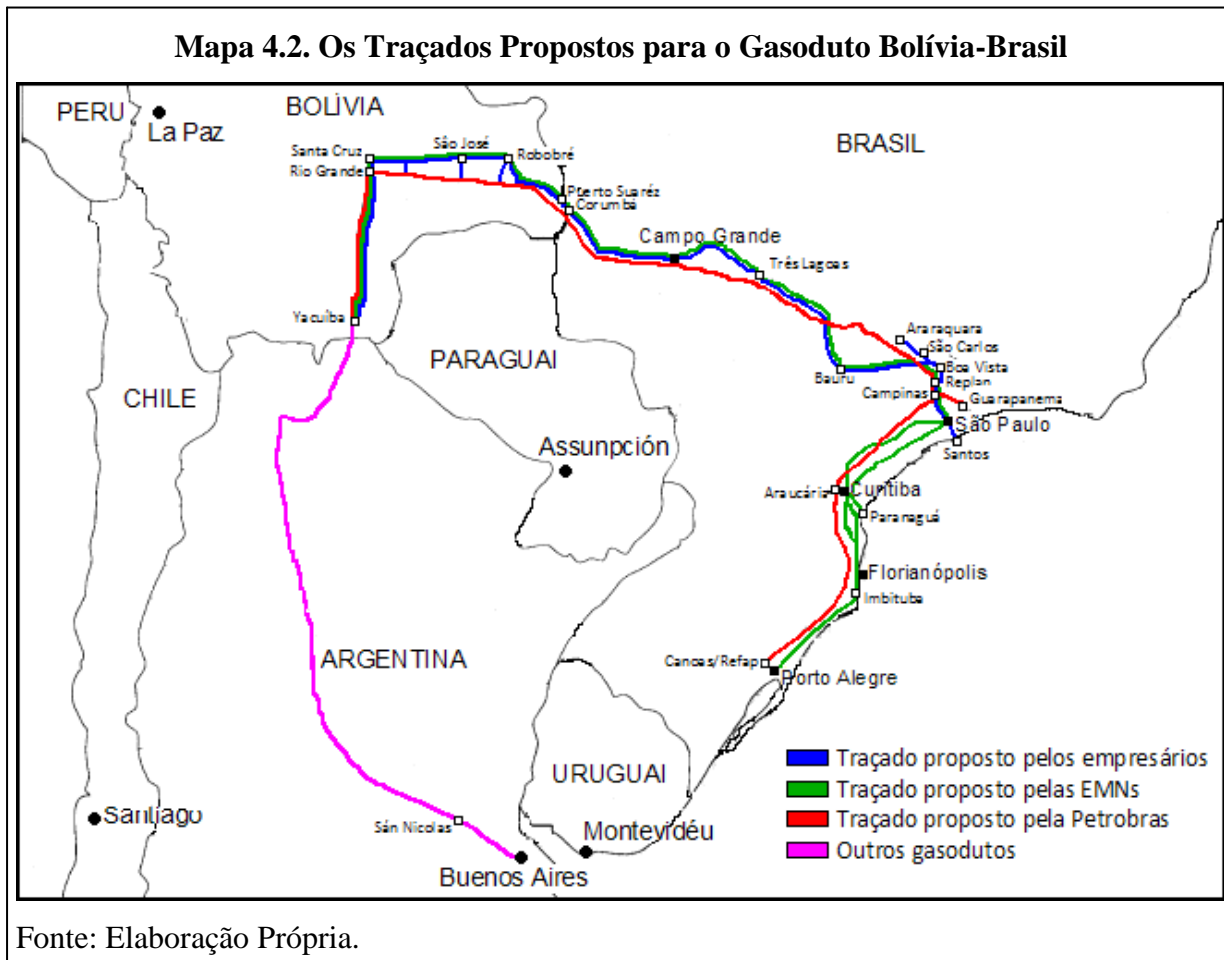 Mapa 4.2. Os Traçados Propostos para o Gasoduto Bolívia-Brasil
PERU
La Paz
BOLÍVIA
BRASIL
Santa Cruz
São José
Robobré
Rio Grande
Pterto Suaréz
Corumbá
Campo Grande
Três Lagoas
Yacuíba
Araraquara
São Carlos
Boa Vista
Replan
Bauru
Campinas
Guarapanema
São Paulo
Santos
PARAGUAI
CHILE
Assunpción
Araucária
Curitiba
Paranaguá
Florianópolis
Imbituba
ARGENTINA
Canoas/Refap
Porto Alegre
URUGUAI
Santiago
Sán Nicolas
Montevidéu
Buenos Aires
Traçado proposto pelos empresários
Traçado proposto pelas EMNs
Traçado proposto pela Petrobras
Outros gasodutos
Fonte: Elaboração Própria.